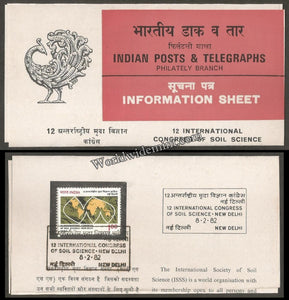 भारतीय डाक व तार
फिलैटली शाखा
INDIAN POSTS & TELEGRAPHS
PHILATELY BRANCH
सूचना पत्र
INFORMATION SHEET
12 अन्तर्राष्ट्रीय मृदा विज्ञान
कांग्रेस
12 INTERNATIONAL
CONGRESS OF SOIL SCIENCE
भारत INDIA
12 INTERNATIONAL CONGRESS
OF SOIL SCIENCE - NEW DELHI
8-2-82
नई दिल्ली NEW DELHI
12 अन्तर्राष्ट्रीय मृदा विज्ञान कांग्रेस
नई दिल्ली
12 INTERNATIONAL CONGRESS
OF SOIL SCIENCE - NEW DELHI
8-2-82
नई दिल्ली NEW DELHI
The International Society of Soil
Science (ISSS) is a world organisation with
its membership open to all persons and